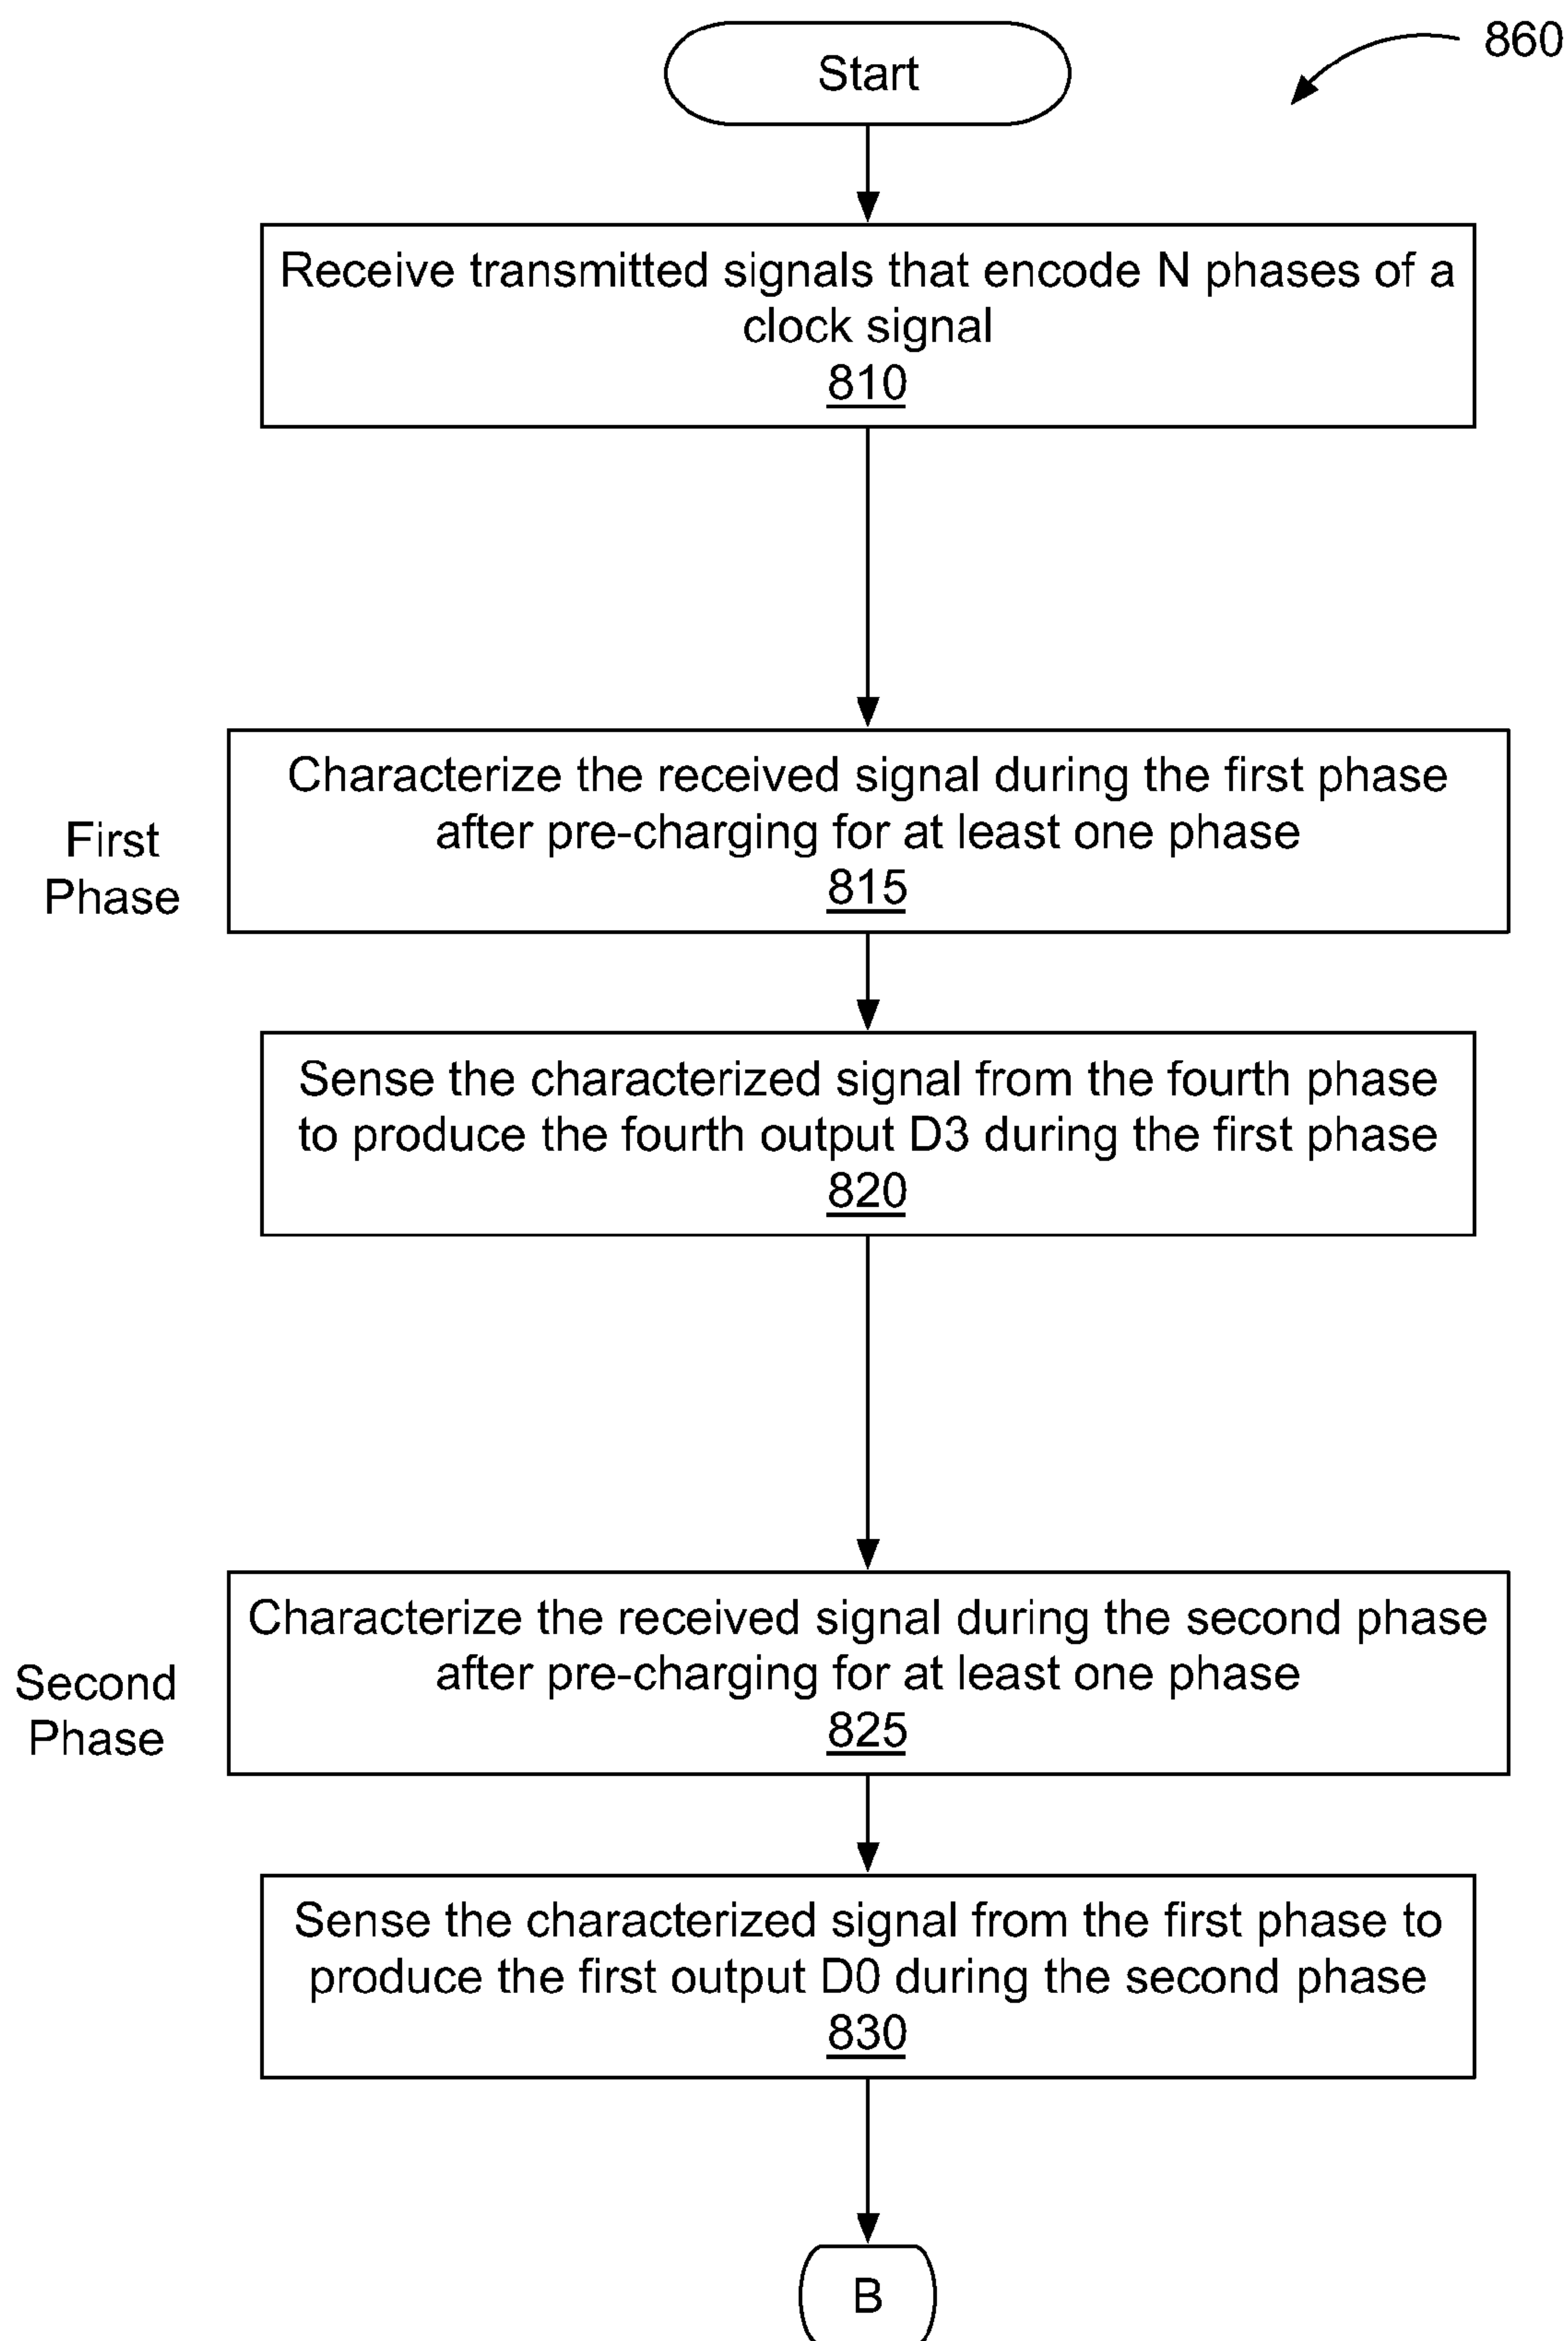 860
Start
Receive transmitted signals that encode N phases of a
clock signal
810
First
Phase
Characterize the received signal during the first phase
after pre-charging for at least one phase
815
Sense the characterized signal from the fourth phase
to produce the fourth output D3 during the first phase
820
Second
Phase
Characterize the received signal during the second phase
after pre-charging for at least one phase
825
Sense the characterized signal from the first phase to
produce the first output D0 during the second phase
830
B